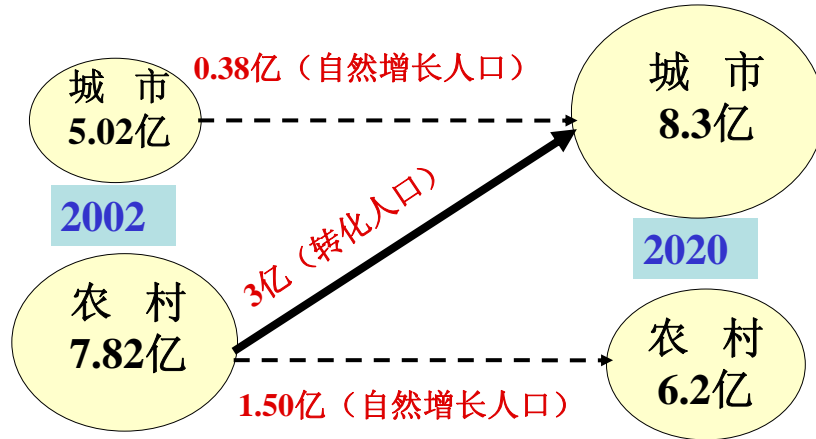 城 市
5.02亿
0.38亿（自然增长人口）
城 市
8.3亿
2002
3亿（转化人口）
2020
农 村
7.82亿
农 村
6.2亿
1.50亿（自然增长人口）